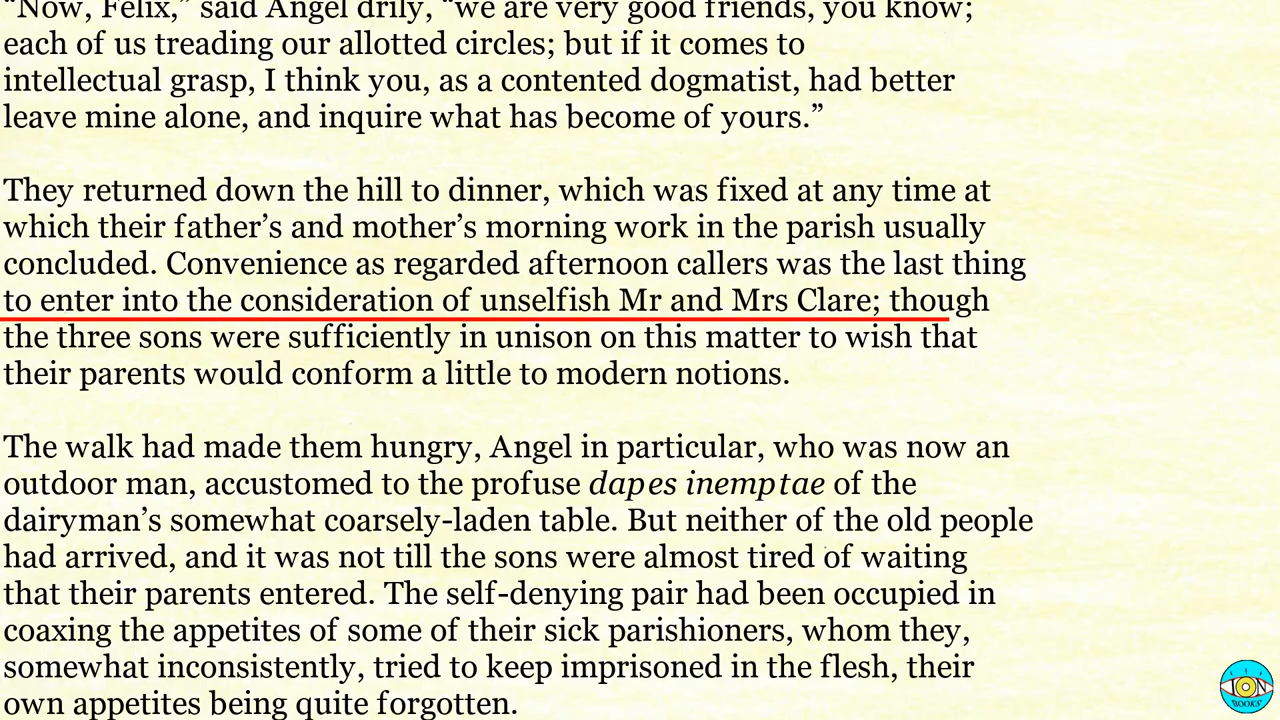 “Now, Felix,” said Angel drily, “we are very good friends, you know;
each of us treading our allotted circles; but if it comes to
intellectual grasp, I think you, as a contented dogmatist, had better
leave mine alone, and inquire what has become of yours.”
They returned down the hill to dinner, which was fixed at any time at
which their father’s and mother’s morning work in the parish usually
concluded. Convenience as regarded afternoon callers was the last thing
to enter into the consideration of unselfish Mr and Mrs Clare; though
the three sons were sufficiently in unison on this matter to wish that
their parents would conform a little to modern notions.
The walk had made them hungry, Angel in particular, who was now an
outdoor man, accustomed to the profuse dapes inemptae of the
dairyman’s somewhat coarsely-laden table. But neither of the old people
had arrived, and it was not till the sons were almost tired of waiting
that their parents entered. The self-denying pair had been occupied in
coaxing the appetites of some of their sick parishioners, whom they,
somewhat inconsistently, tried to keep imprisoned in the flesh, their
own appetites being quite forgotten.
ION
BOOKS